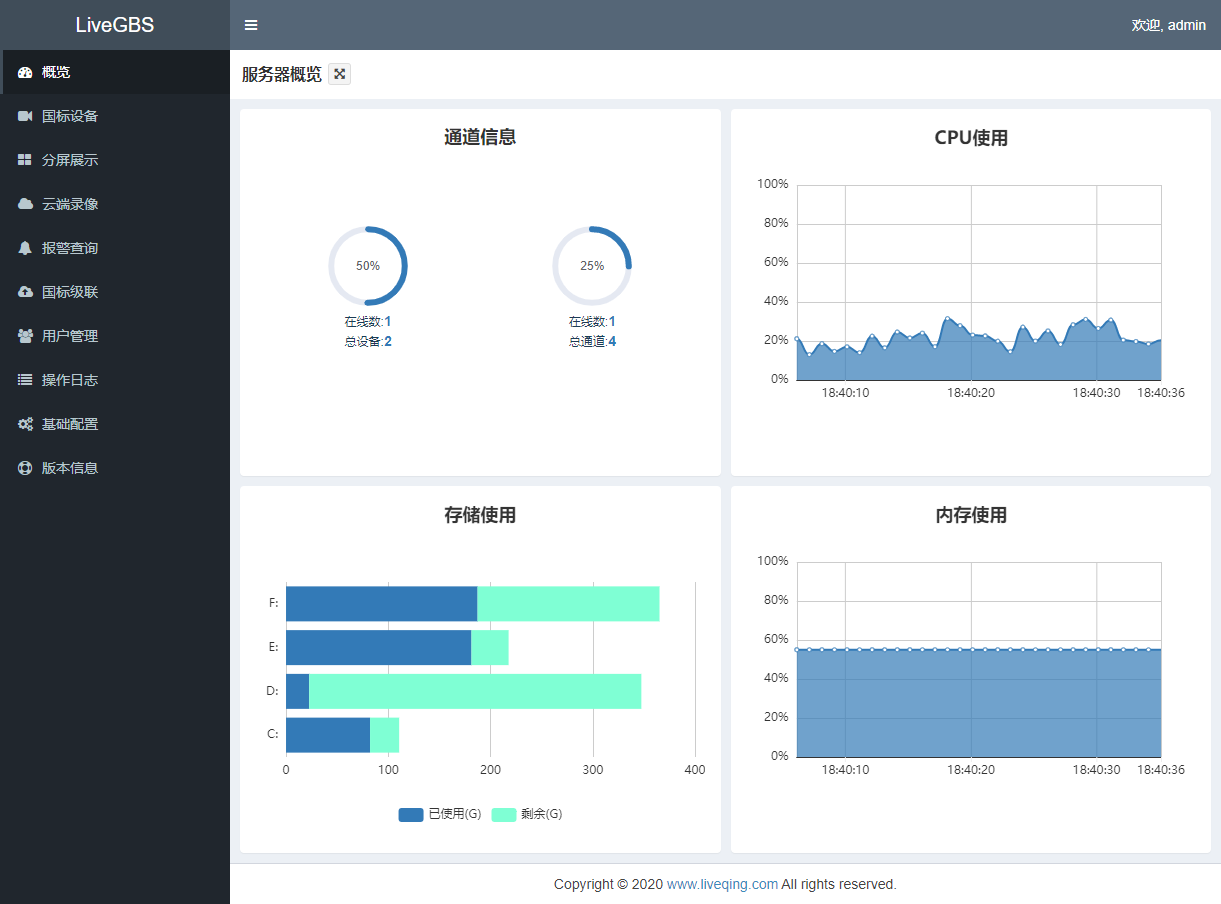 LiveGBS
欢迎, admin
概览
国标设备
分屏展示
云端录像
报警查询
国标级联
用户管理
操作日志
基础配置
版本信息
服务器概览
通道信息
50%
在线数:1
总设备:2
25%
在线数:1
总通道:4
CPU使用
100%
80%
60%
40%
20%
0%
18:40:10 18:40:20 18:40:30 18:40:36
存储使用
F:
E:
D:
C:
0 100 200 300 400
已使用(G) 剩余(G)
内存使用
100%
80%
60%
40%
20%
0%
18:40:10 18:40:20 18:40:30 18:40:36
Copyright © 2020 www.liveqing.com All rights reserved.